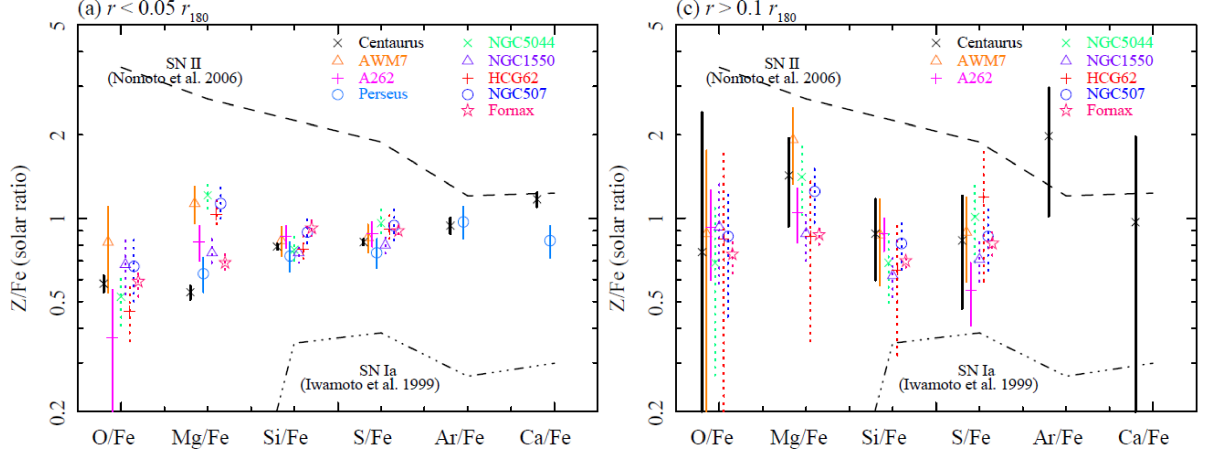 (a) r < 0.05 r180
SN II
(Nomoto et al. 2006)
Centaurus
AWM7
A262
Perseus
NGC5044
NGC1550
HCG62
NGC507
Fornax
SN Ia
(Iwamoto et al. 1999)
Z/Fe (solar ratio)
5
2
1
0.5
0.2
O/Fe Mg/Fe Si/Fe S/Fe Ar/Fe Ca/Fe
(c) r > 0.1 r180
SN II
(Nomoto et al. 2006)
Centaurus
AWM7
A262
NGC5044
NGC1550
HCG62
NGC507
Fornax
SN Ia
(Iwamoto et al. 1999)
Z/Fe (solar ratio)
5
2
1
0.5
0.2
O/Fe Mg/Fe Si/Fe S/Fe Ar/Fe Ca/Fe